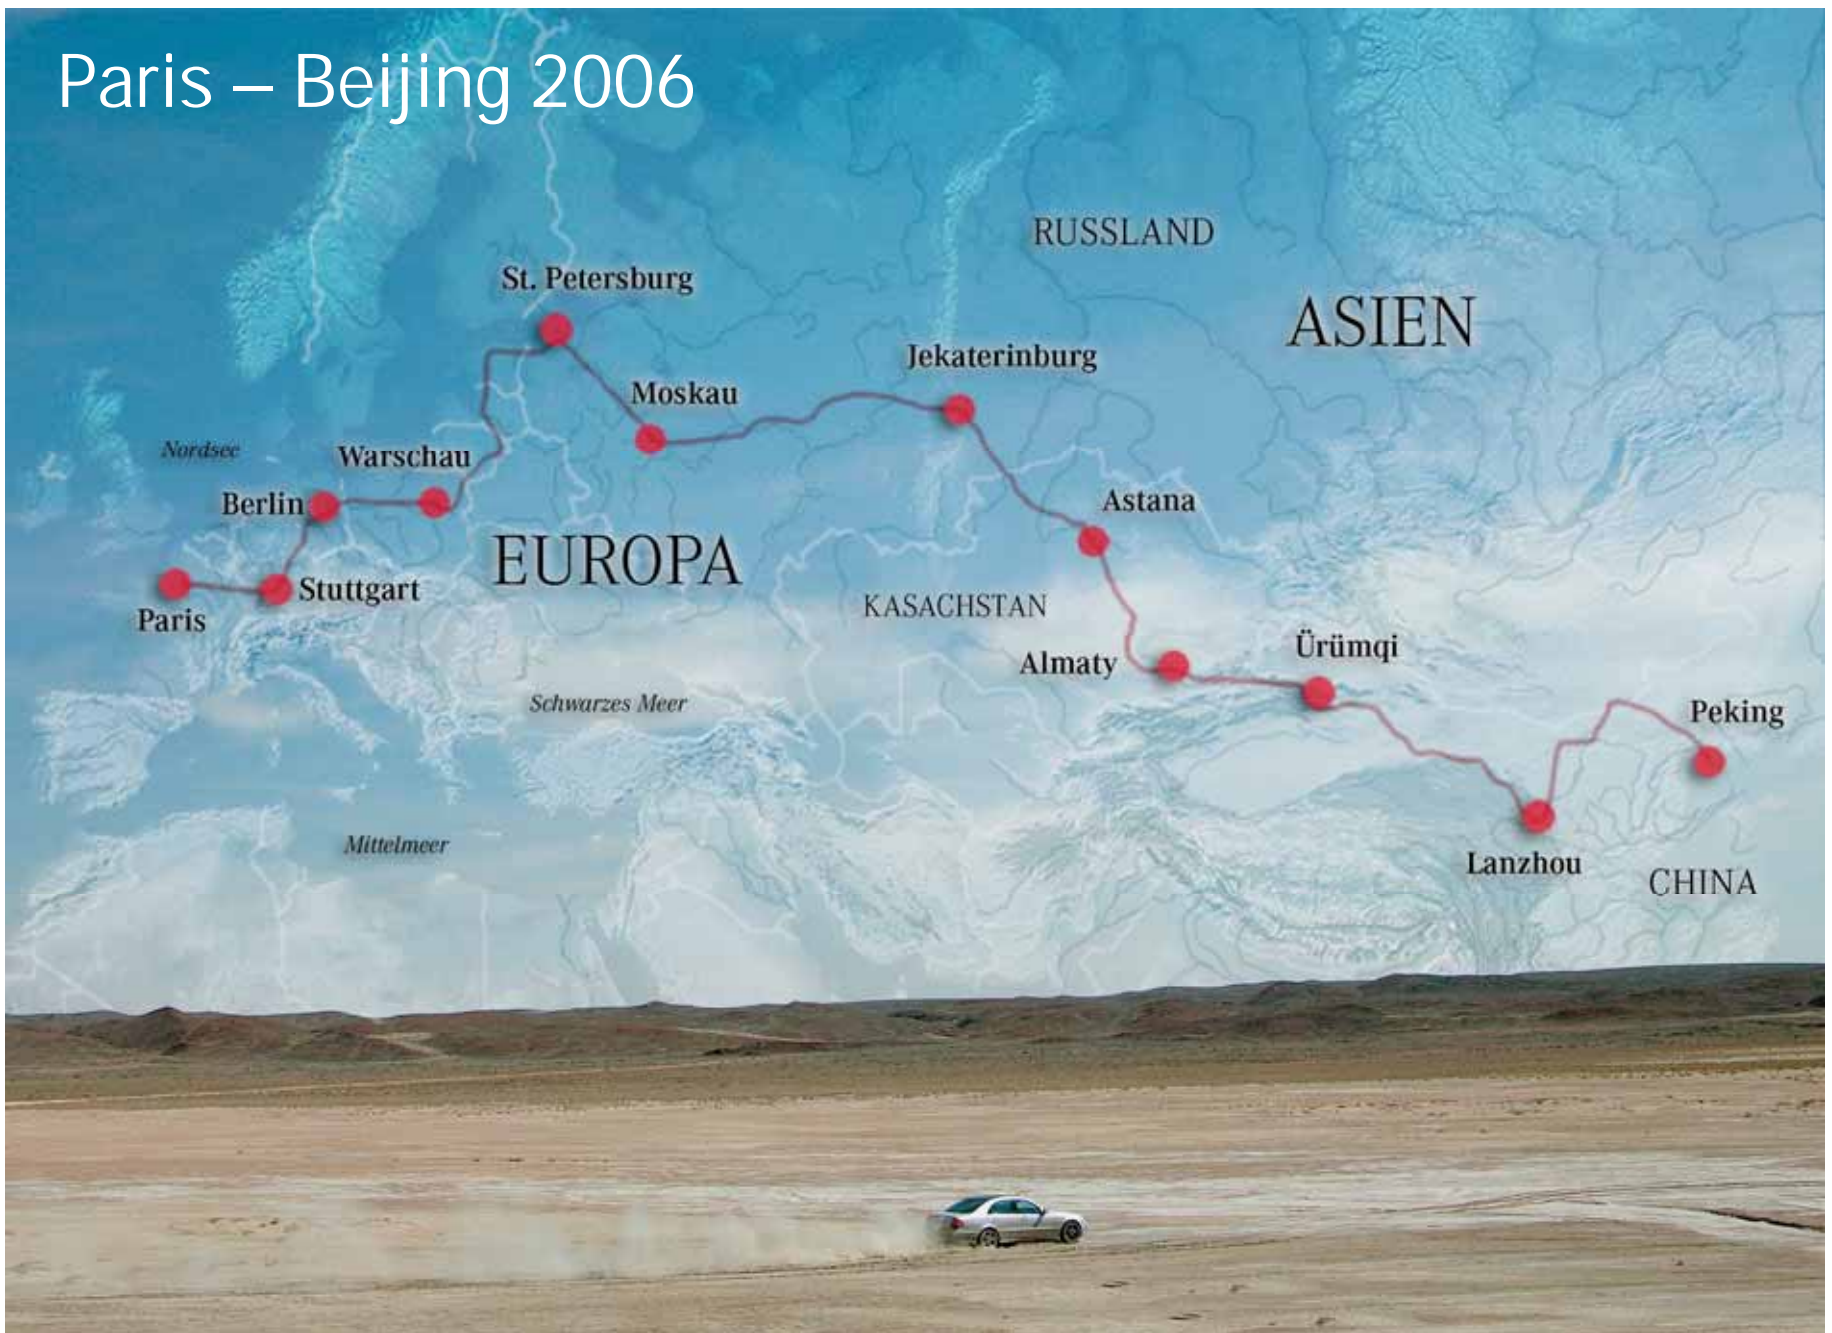 Paris – Beijing 2006
RUSSLAND
St. Petersburg
ASIEN
Jekaterinburg
Moskau
Nordsee
Warschau
Berlin
Astana
EUROPA
Stuttgart
KASACHSTAN
Paris
Ürümqi
Almaty
Schwarzes Meer
Peking
Mittelmeer
Lanzhou
CHINA